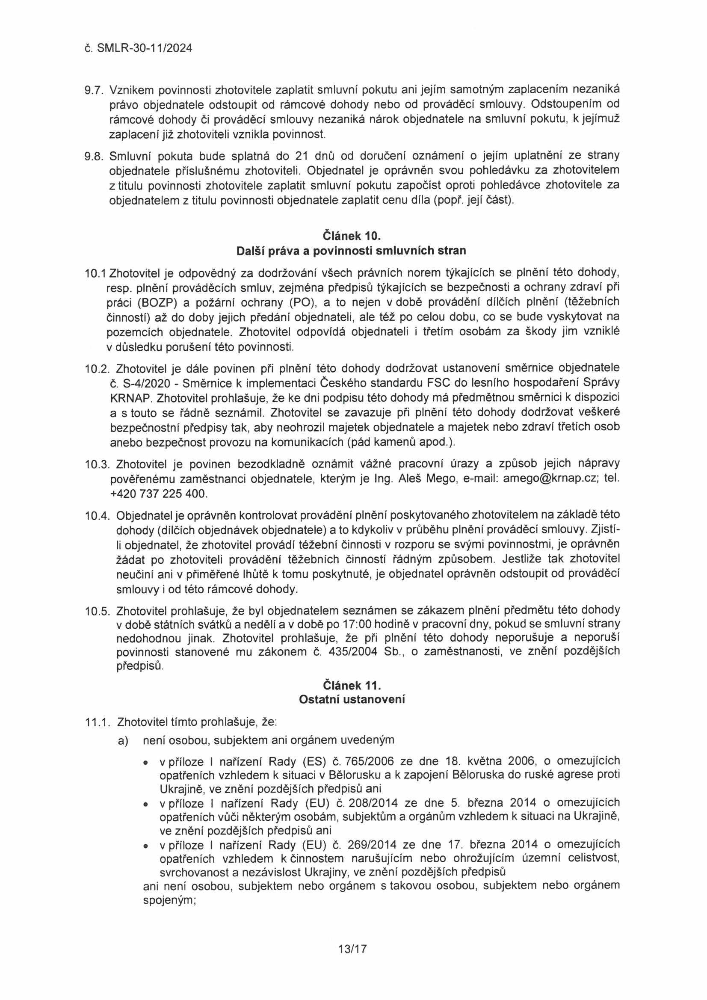 č. SMLR-30-11/2024
9.7. Vznikem povinnosti zhotovitele zaplatit smluvní pokutu ani jejím samotným zaplacením nezaniká
právo objednatele odstoupit od rámcové dohody nebo od prováděcí smlouvy. Odstoupením od
rámcové dohody či prováděcí smlouvy nezaniká nárok objednatele na smluvní pokutu, k jejímuž
zaplacení již zhotoviteli vznikla povinnost.
9.8. Smluvní pokuta bude splatná do 21 dnů od doručení oznámení o jejím uplatnění ze strany
objednatele příslušnému zhotoviteli. Objednatel je oprávněn svou pohledávku za zhotovitelem
z titulu povinnosti zhotovitele zaplatit smluvní pokutu započíst oproti pohledávce zhotovitele za
objednatelem z titulu povinnosti objednatele zaplatit cenu díla (popř. její část).
Článek 10.
Další práva a povinnosti smluvních stran
10.1 Zhotovitel je odpovědný za dodržování všech právních norem týkajících se plnění této dohody,
resp. plnění prováděcích smluv, zejména předpisů týkajících se bezpečnosti a ochrany zdraví při
práci (BOZP) a požární ochrany (PO), a to nejen v době provádění dílčích plnění (těžebních
činností) až do doby jejich předání objednateli, ale též po celou dobu, co se bude vyskytovat na
pozemcích objednatele. Zhotovitel odpovídá objednateli i třetím osobám za škody jim vzniklé
v důsledku porušení této povinnosti.
10.2. Zhotovitel je dále povinen při plnění této dohody dodržovat ustanovení směrnice objednatele
č. S-4/2020 - Směrnice k implementaci Českého standardu FSC do lesního hospodaření Správy
KRNAP. Zhotovitel prohlašuje, že ke dni podpisu této dohody má předmětnou směrnici k dispozici
a s touto se řádně seznámil. Zhotovitel se zavazuje při plnění této dohody dodržovat veškeré
bezpečnostní předpisy tak, aby neohrozil majetek objednatele a majetek nebo zdraví třetích osob
anebo bezpečnost provozu na komunikacích (pád kamenů apod.).
10.3. Zhotovitel je povinen bezodkladně oznámit vážné pracovní úrazy a způsob jejich nápravy
pověřenému zaměstnanci objednatele, kterým je Ing. Aleš Mego, e-mail: amego@krnap.cz; tel.
+420 737 225 400.
10.4. Objednatel je oprávněn kontrolovat provádění plnění poskytovaného zhotovitelem na základě této
dohody (dílčích objednávek objednatele) a to kdykoliv v průběhu plnění prováděcí smlouvy. Zjistí-
li objednatel, že zhotovitel provádí těžební činnosti v rozporu se svými povinnostmi, je oprávněn
žádat po zhotoviteli provádění těžebních činností řádným způsobem. Jestliže tak zhotovitel
neučiní ani v přiměřené lhůtě k tomu poskytnuté, je objednatel oprávněn odstoupit od prováděcí
smlouvy i od této rámcové dohody.
10.5. Zhotovitel prohlašuje, že byl objednatelem seznámen se zákazem plnění předmětu této dohody
v době státních svátků a nedělí a v době po 17:00 hodině v pracovní dny, pokud se smluvní strany
nedohodnou jinak. Zhotovitel prohlašuje, že při plnění této dohody neporušuje a neporuší
povinnosti stanovené mu zákonem č. 435/2004 Sb., o zaměstnanosti, ve znění pozdějších
předpisů.
Článek 11.
Ostatní ustanovení
11.1. Zhotovitel tímto prohlašuje, že:
a) není osobou, subjektem ani orgánem uvedeným
• v příloze I nařízení Rady (ES) č. 765/2006 ze dne 18. května 2006, o omezujících
opatřeních vzhledem k situaci v Bělorusku a k zapojení Běloruska do ruské agrese proti
Ukrajině, ve znění pozdějších předpisů ani
• v příloze I nařízení Rady (EU) č. 208/2014 ze dne 5. března 2014 o omezujících
opatřeních vůči některým osobám, subjektům a orgánům vzhledem k situaci na Ukrajině,
ve znění pozdějších předpisů ani
• v příloze I nařízení Rady (EU) č. 269/2014 ze dne 17. března 2014 o omezujících
opatřeních vzhledem k činnostem narušujícím nebo ohrožujícím územní celistvost,
svrchovanost a nezávislost Ukrajiny, ve znění pozdějších předpisů
ani není osobou, subjektem nebo orgánem s takovou osobou, subjektem nebo orgánem
spojeným;
13/17